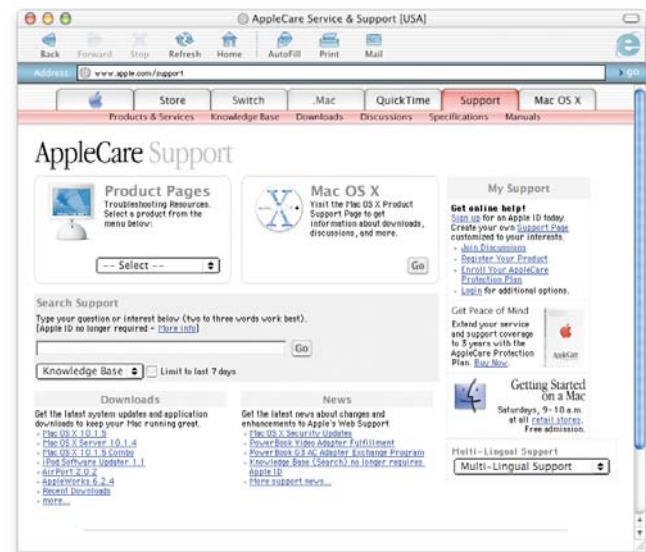 AppleCare Service & Support [USA]
Back Forward Stop Refresh Home AutoFill Print Mail
Address: www.apple.com/support go
Store Switch .Mac QuickTime Support Mac OS X
Products & Services Knowledge Base Downloads Discussions Specifications Manuals
AppleCare Support
Product Pages
Troubleshooting Resources.
Select a product from the
menu below:
-- Select --
Mac OS X
Visit the Mac OS X Product
Support Page to get
information about downloads,
discussions, and more.
Go
My Support
Get online help!
Sign up for an Apple ID today.
Create your own Support Page
customized to your interests.
- Join Discussions
- Register Your Product
- Enroll Your AppleCare
Protection Plan
- Login for additional options.
Search Support
Type your question or interest below (two to
three words work best).
[Apple ID no longer required - More info]
Go
Knowledge Base Limit to last 7 days
Get Peace of Mind
Extend your service
and support coverage
to 3 years with the
AppleCare Protection
Plan. Buy Now.
AppleCare
Getting Started
on a Mac
Saturdays, 9-10 a.m.
at all retail stores.
Free admission.
Downloads
Get the latest system updates and application
downloads to keep your Mac running great.
- Mac OS X 10.1.5
- Mac OS X Server 10.1.4
- Mac OS X 10.1.5 Combo
- iPod Software Updater 1.1
- AirPort 2.0.2
- AppleWorks 6.2.4
- Recent Downloads
- more...
News
Get the latest news about changes and
enhancements to Apple's Web Support
- Mac OS X Security Updates
- PowerBook Video Adapter Fulfillment
- PowerBook G3 AC Adapter Exchange Program
- Knowledge Base (Search) no longer requires
Apple ID
- More support news...
Multi-Lingual Support
Multi-Lingual Support